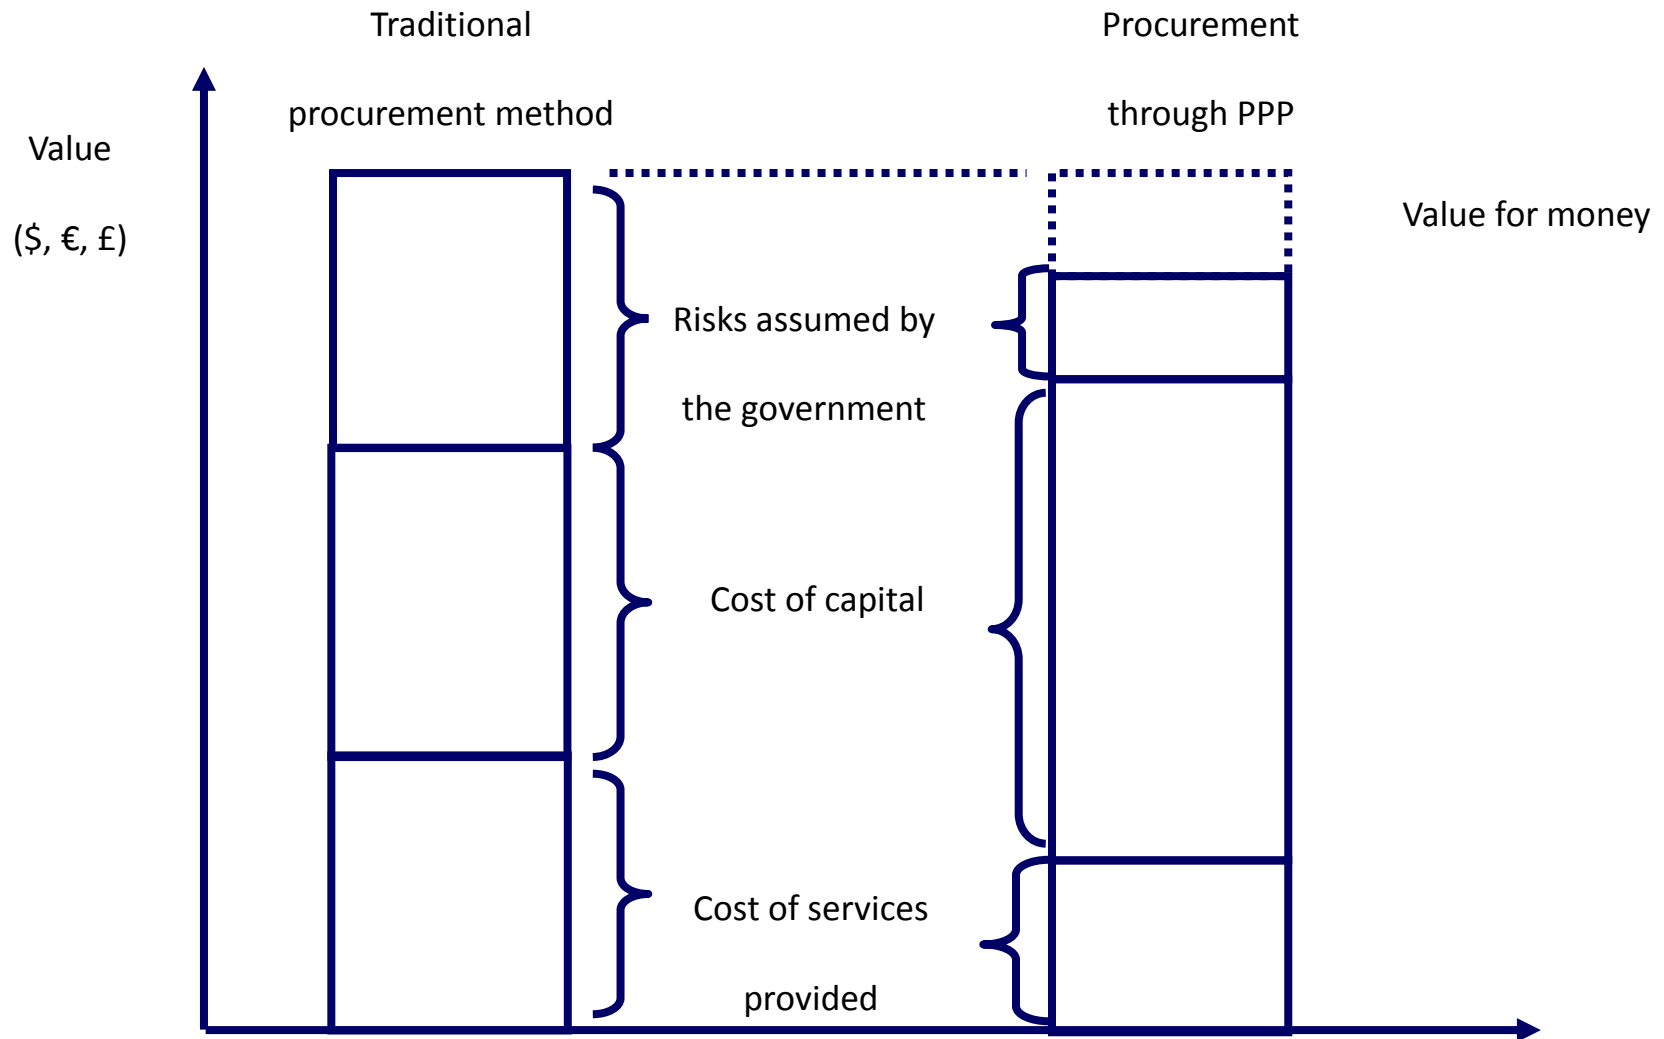 Traditional
procurement method
Procurement
through PPP
Value
($, €, £)
Value for money
Risks assumed by
the government
Cost of capital
Cost of services
provided